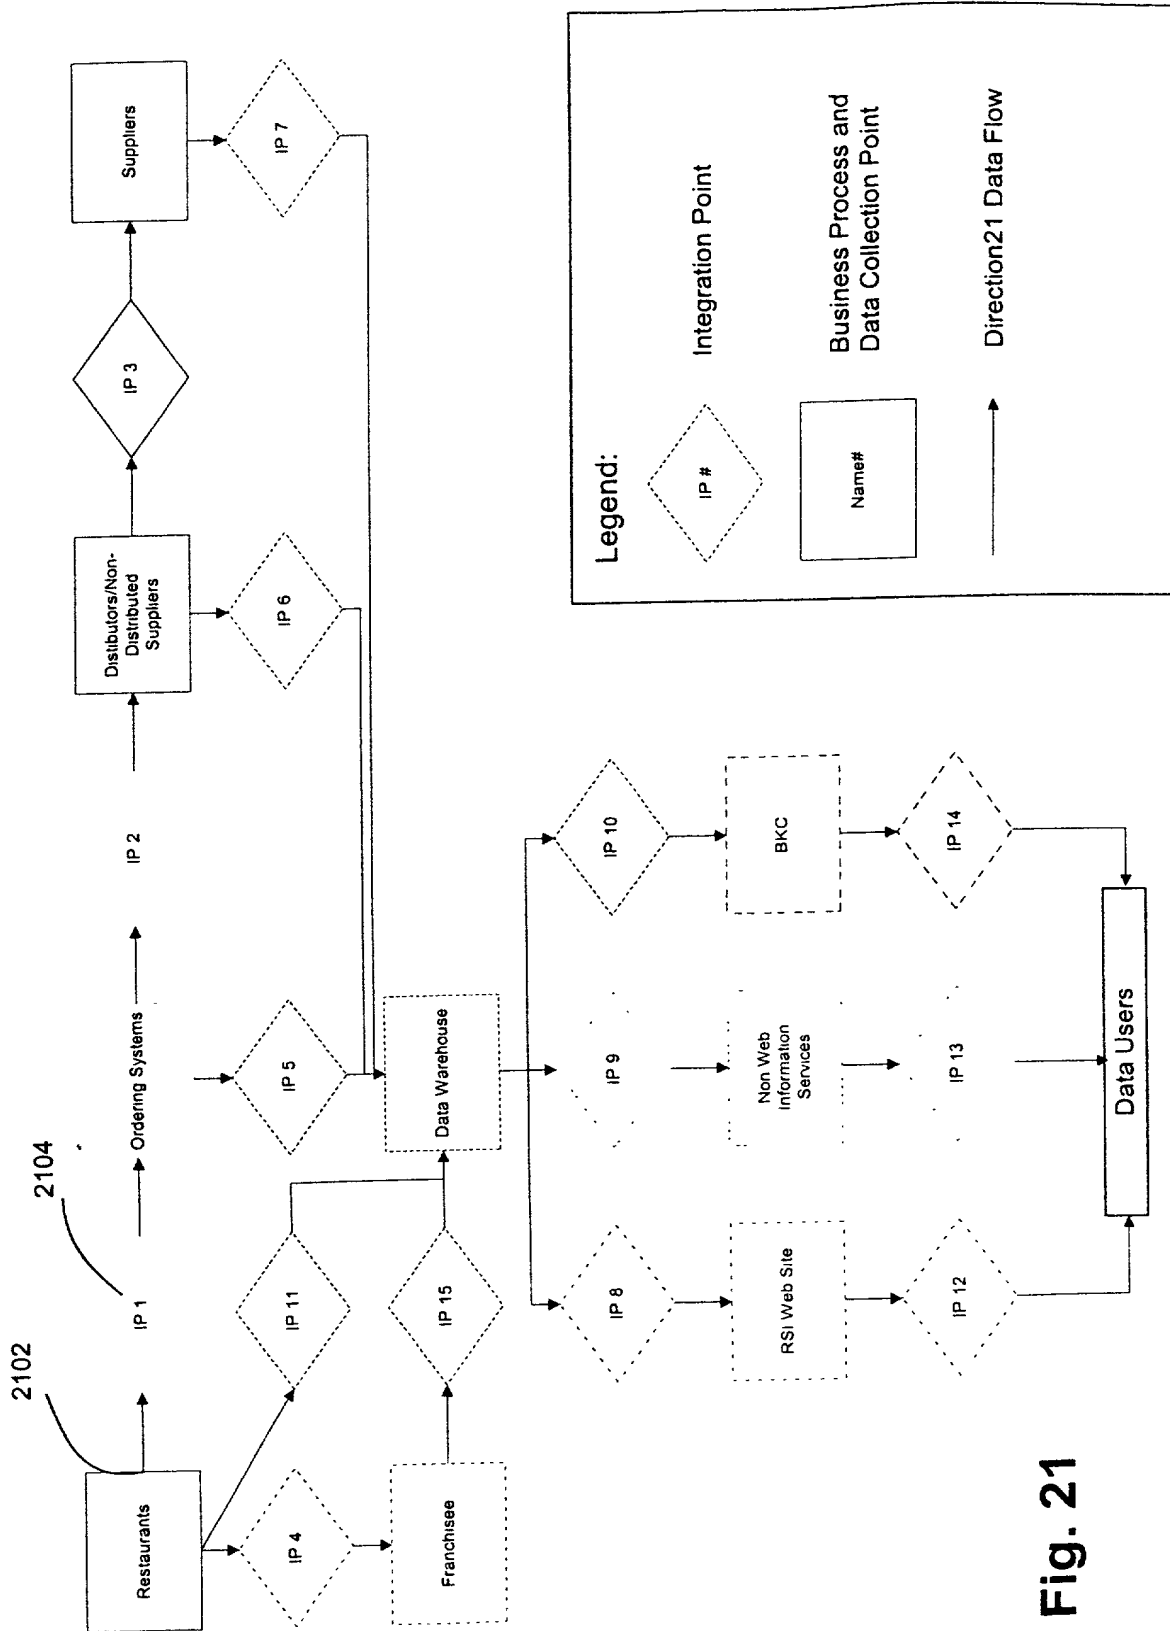 2102
2104
Restaurants
IP 1
Ordering Systems
IP 2
Distibutors/Non-
Distributed
Suppliers
IP 3
Suppliers
IP 4
IP 11
IP 5
IP 6
IP 7
Franchisee
IP 15
Data Warehouse
IP 8
IP 9
IP 10
RSI Web Site
Non Web
Information
Services
BKC
IP 12
IP 13
IP 14
Data Users
Legend:
IP #
Integration Point
Name#
Business Process and
Data Collection Point
Direction21 Data Flow
Fig. 21